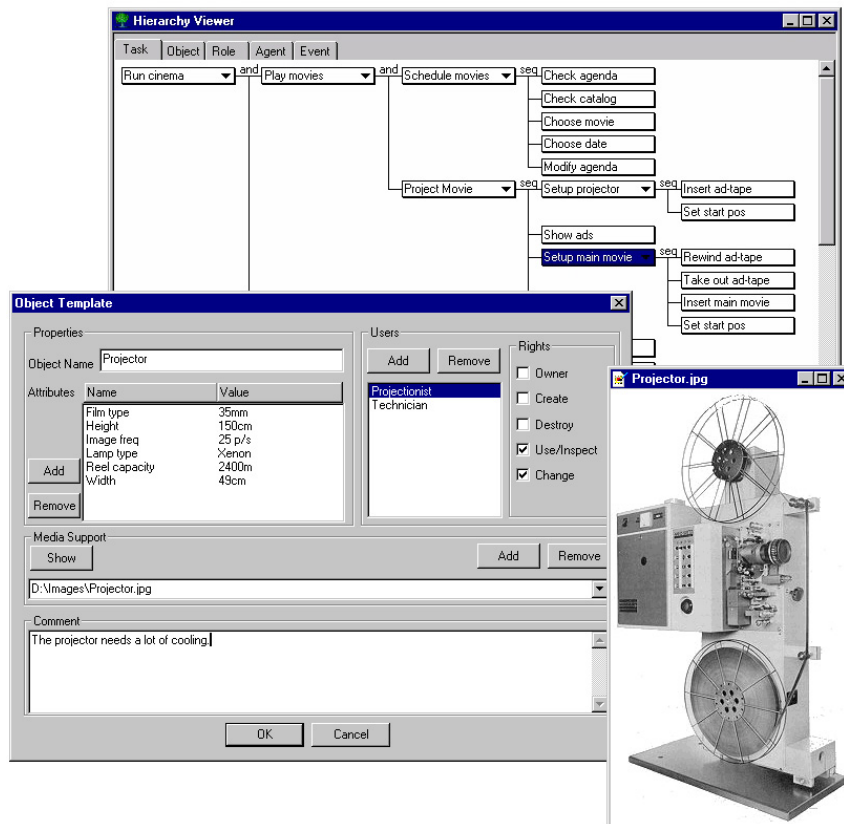 Hierarchy Viewer
Task Object Role Agent Event
Run cinema and Play movies and Schedule movies seq Check agenda
Check catalog
Choose movie
Choose date
Modify agenda
Project Movie seq Setup projector seq Insert ad-tape
Set start pos
Show ads
Setup main movie seq Rewind ad-tape
Take out ad-tape
Insert main movie
Set start pos
Object Template
Properties
Object Name Projector
Attributes Name Value
Film type 35mm
Height 150cm
Image freq 25 p/s
Lamp type Xenon
Reel capacity 2400m
Width 49cm
Add
Remove
Users
Add Remove
Projectionist
Technician
Rights
Owner
Create
Destroy
Use/Inspect
Change
Media Support
Show Add Remove
D:\Images\Projector.jpg
Comment
The projector needs a lot of cooling.
OK Cancel
Projector.jpg